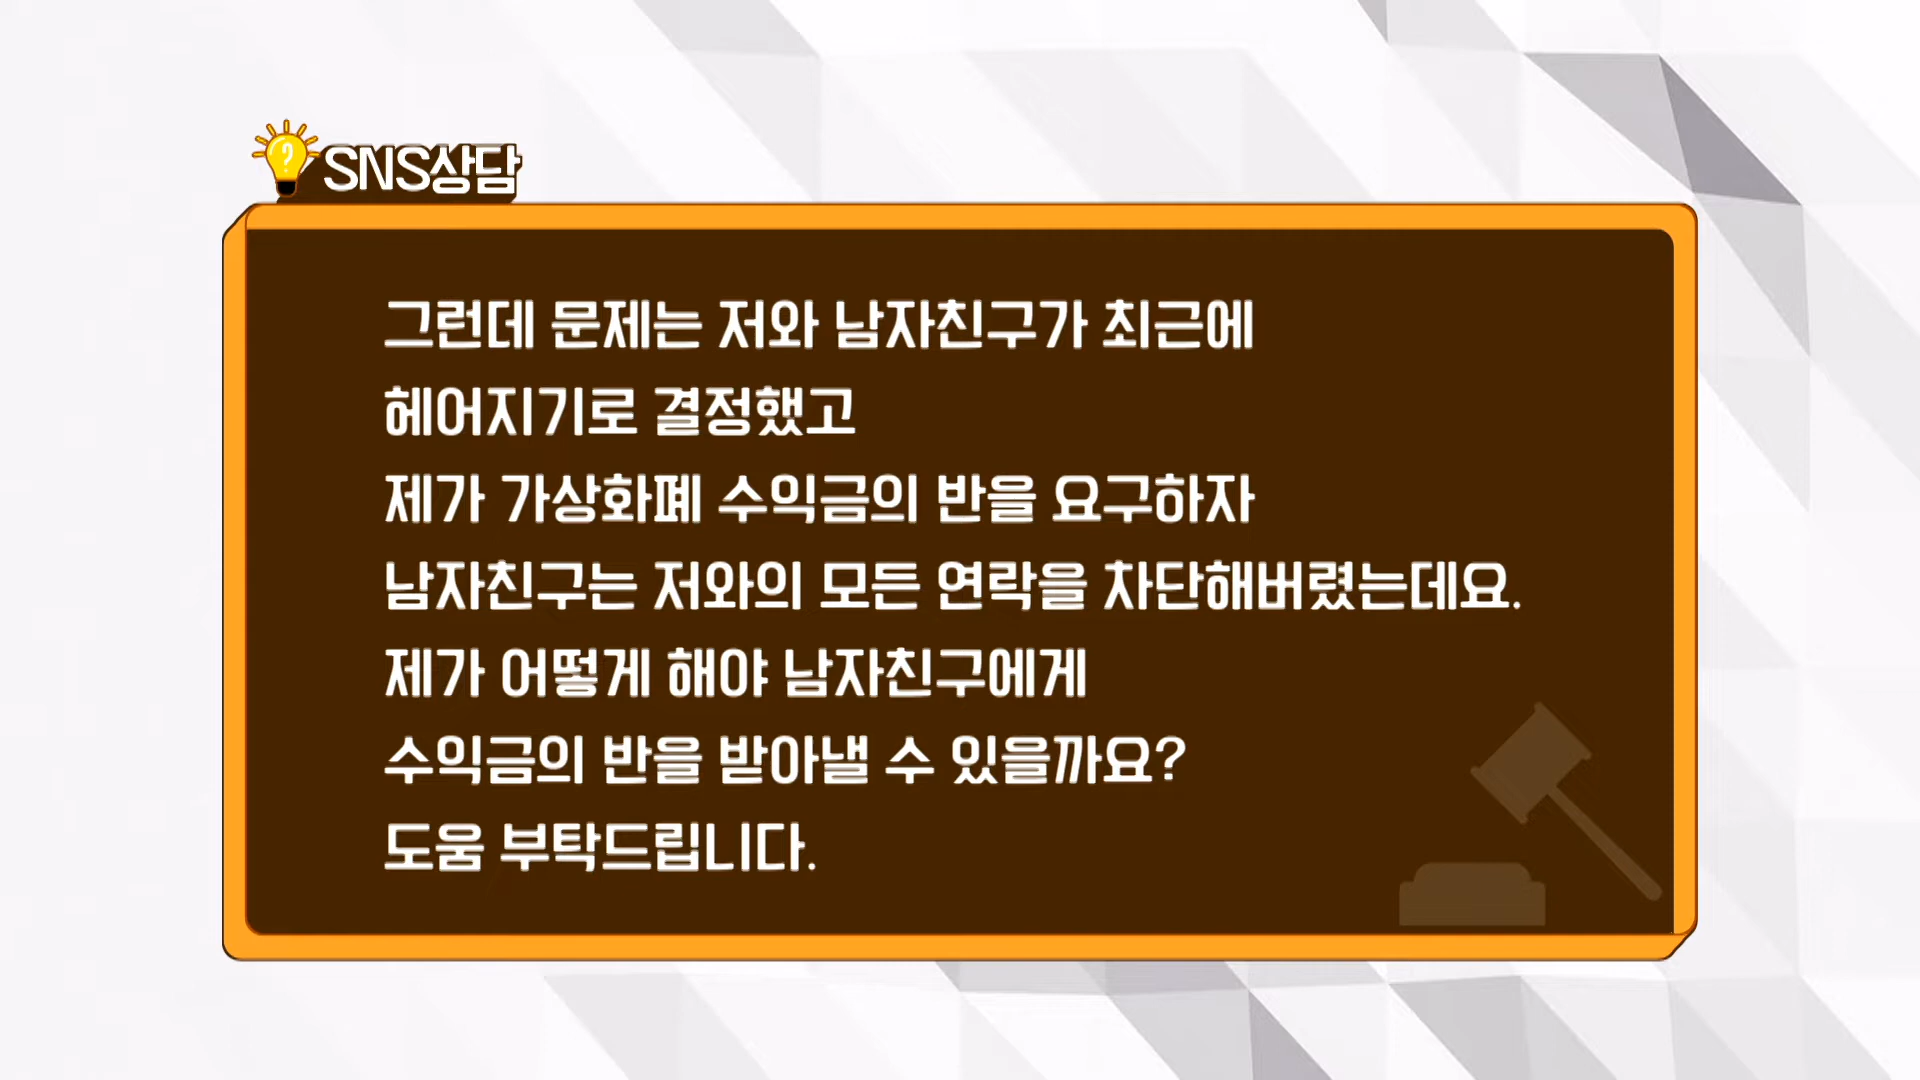 SNS상담
그런데 문제는 저와 남자친구가 최근에
헤어지기로 결정했고
제가 가상화폐 수익금의 반을 요구하자
남자친구는 저와의 모든 연락을 차단해버렸는데요.
제가 어떻게 해야 남자친구에게
수익금의 반을 받아낼 수 있을까요?
도움 부탁드립니다.